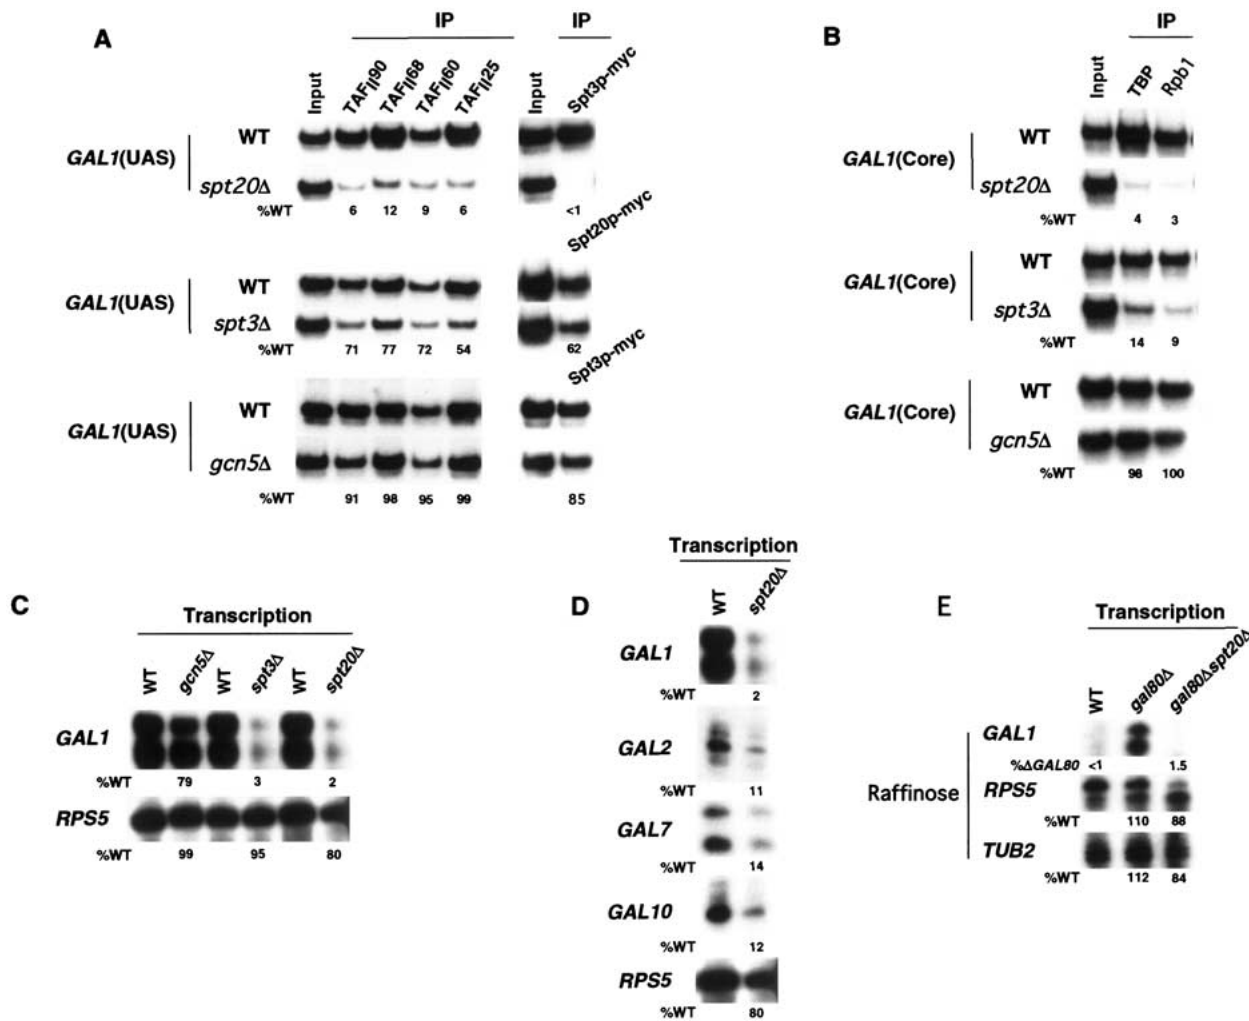 A
IP
IP
Input
TAFII90
TAFII68
TAFII60
TAFII25
Input
Spt3p-myc
GAL1(UAS)
WT
spt20Δ
%WT 6 12 9 6 <1
Spt20p-myc
GAL1(UAS)
WT
spt3Δ
%WT 71 77 72 54 62
Spt3p-myc
GAL1(UAS)
WT
gcn5Δ
%WT 91 98 95 99 85
B
IP
Input
TBP
Rpb1
GAL1(Core)
WT
spt20Δ
%WT 4 3
GAL1(Core)
WT
spt3Δ
%WT 14 9
GAL1(Core)
WT
gcn5Δ
%WT 98 100
C
Transcription
WT
gcn5Δ
WT
spt3Δ
WT
spt20Δ
GAL1
%WT 79 3 2
RPS5
%WT 99 95 80
D
Transcription
WT
spt20Δ
GAL1
%WT 2
GAL2
%WT 11
GAL7
%WT 14
GAL10
%WT 12
RPS5
%WT 80
E
Transcription
WT
gal80Δ
gal80Δspt20Δ
Raffinose
GAL1
%ΔGAL80 <1 1.5
RPS5
%WT 110 88
TUB2
%WT 112 84